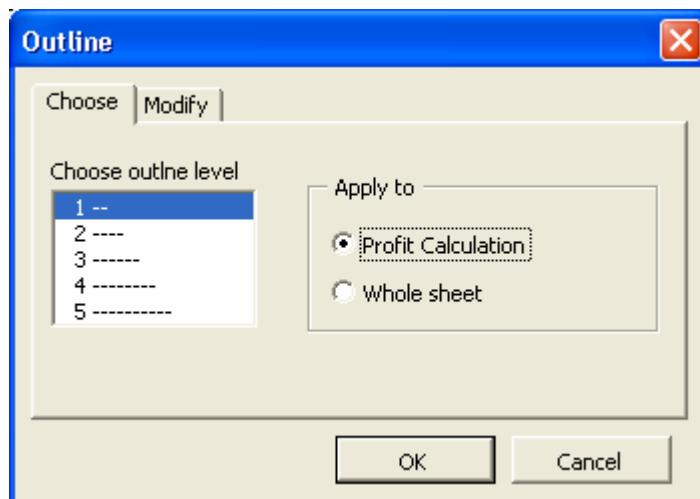 Outline
Choose
Modify
Choose outlne level
1 --
2 ----
3 ------
4 --------
5 ----------
Apply to
Profit Calculation
Whole sheet
OK
Cancel